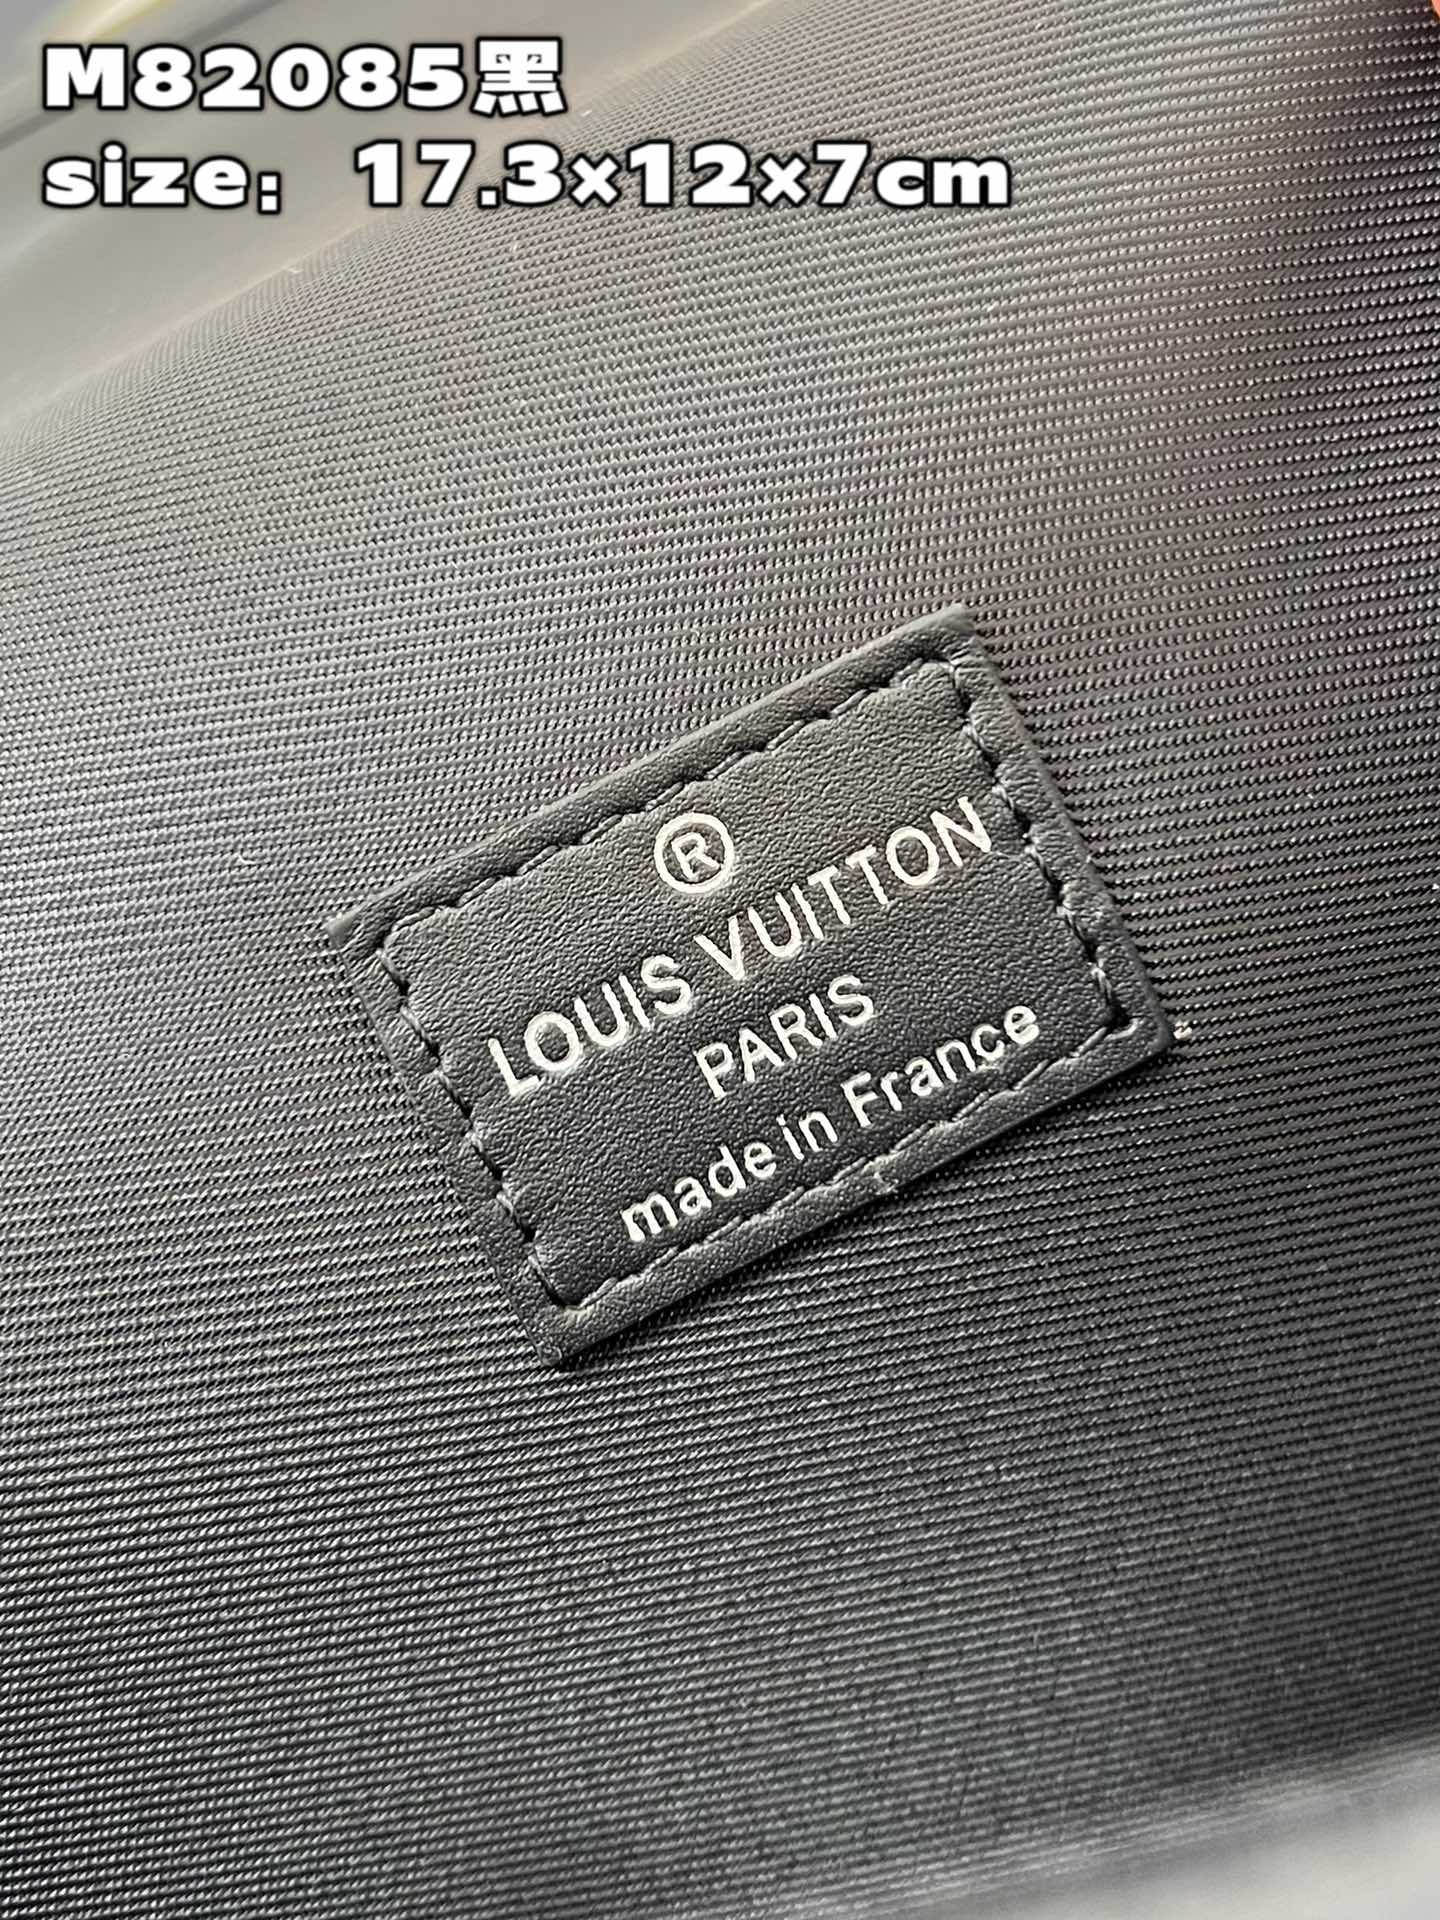 M82085黑
size：17.3×12×7cm
®
LOUIS VUITTON
PARIS
made in France